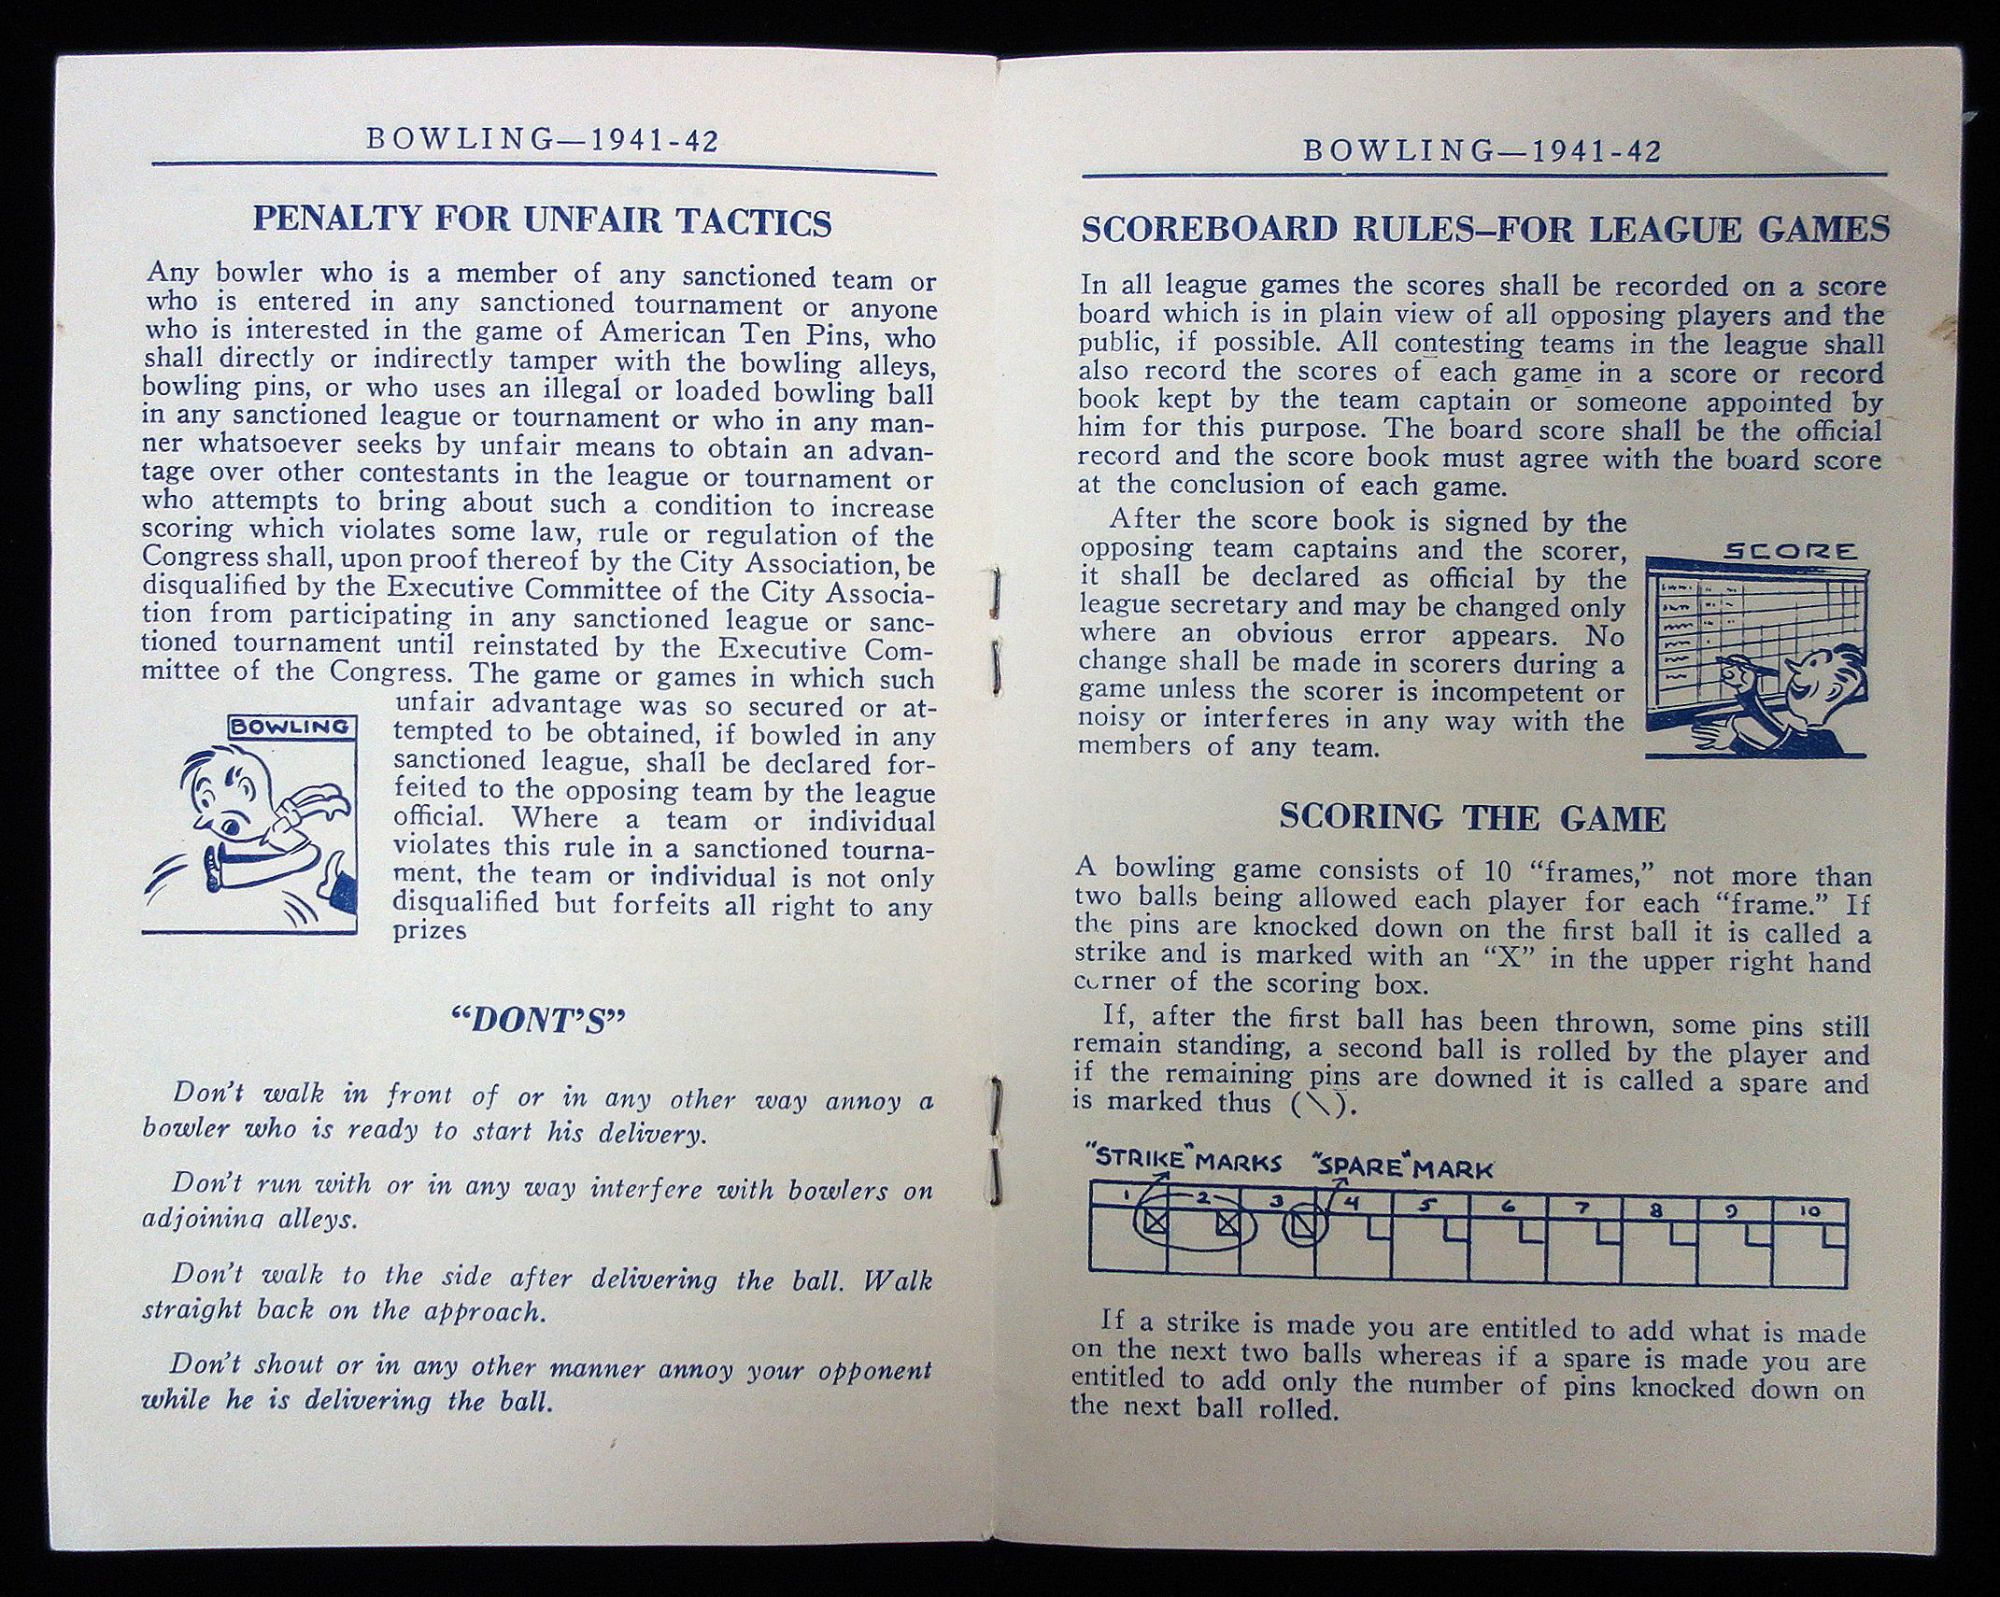 BOWLING—1941-42
PENALTY FOR UNFAIR TACTICS
Any bowler who is a member of any sanctioned team or
who is entered in any sanctioned tournament or anyone
who is interested in the game of American Ten Pins, who
shall directly or indirectly tamper with the bowling alleys,
bowling pins, or who uses an illegal or loaded bowling ball
in any sanctioned league or tournament or who in any man-
ner whatsoever seeks by unfair means to obtain an advan-
tage over other contestants in the league or tournament or
who attempts to bring about such a condition to increase
scoring which violates some law, rule or regulation of the
Congress shall, upon proof thereof by the City Association, be
disqualified by the Executive Committee of the City Associa-
tion from participating in any sanctioned league or sanc-
tioned tournament until reinstated by the Executive Com-
mittee of the Congress. The game or games in which such
unfair advantage was so secured or at-
tempted to be obtained, if bowled in any
sanctioned league, shall be declared for-
feited to the opposing team by the league
official. Where a team or individual
violates this rule in a sanctioned tourna-
ment, the team or individual is not only
disqualified but forfeits all right to any
prizes
BOWLING
“DONT’S”
Don’t walk in front of or in any other way annoy a
bowler who is ready to start his delivery.
Don’t run with or in any way interfere with bowlers on
adjoining alleys.
Don’t walk to the side after delivering the ball. Walk
straight back on the approach.
Don’t shout or in any other manner annoy your opponent
while he is delivering the ball.
BOWLING—1941-42
SCOREBOARD RULES–FOR LEAGUE GAMES
In all league games the scores shall be recorded on a score
board which is in plain view of all opposing players and the
public, if possible. All contesting teams in the league shall
also record the scores of each game in a score or record
book kept by the team captain or someone appointed by
him for this purpose. The board score shall be the official
record and the score book must agree with the board score
at the conclusion of each game.
After the score book is signed by the
opposing team captains and the scorer,
it shall be declared as official by the
league secretary and may be changed only
where an obvious error appears. No
change shall be made in scorers during a
game unless the scorer is incompetent or
noisy or interferes in any way with the
members of any team.
SCORE
SCORING THE GAME
A bowling game consists of 10 “frames,” not more than
two balls being allowed each player for each “frame.” If
the pins are knocked down on the first ball it is called a
strike and is marked with an “X” in the upper right hand
corner of the scoring box.
If, after the first ball has been thrown, some pins still
remain standing, a second ball is rolled by the player and
if the remaining pins are downed it is called a spare and
is marked thus (\).
"STRIKE" MARKS "SPARE" MARK
1 2 3 4 5 6 7 8 9 10
If a strike is made you are entitled to add what is made
on the next two balls whereas if a spare is made you are
entitled to add only the number of pins knocked down on
the next ball rolled.